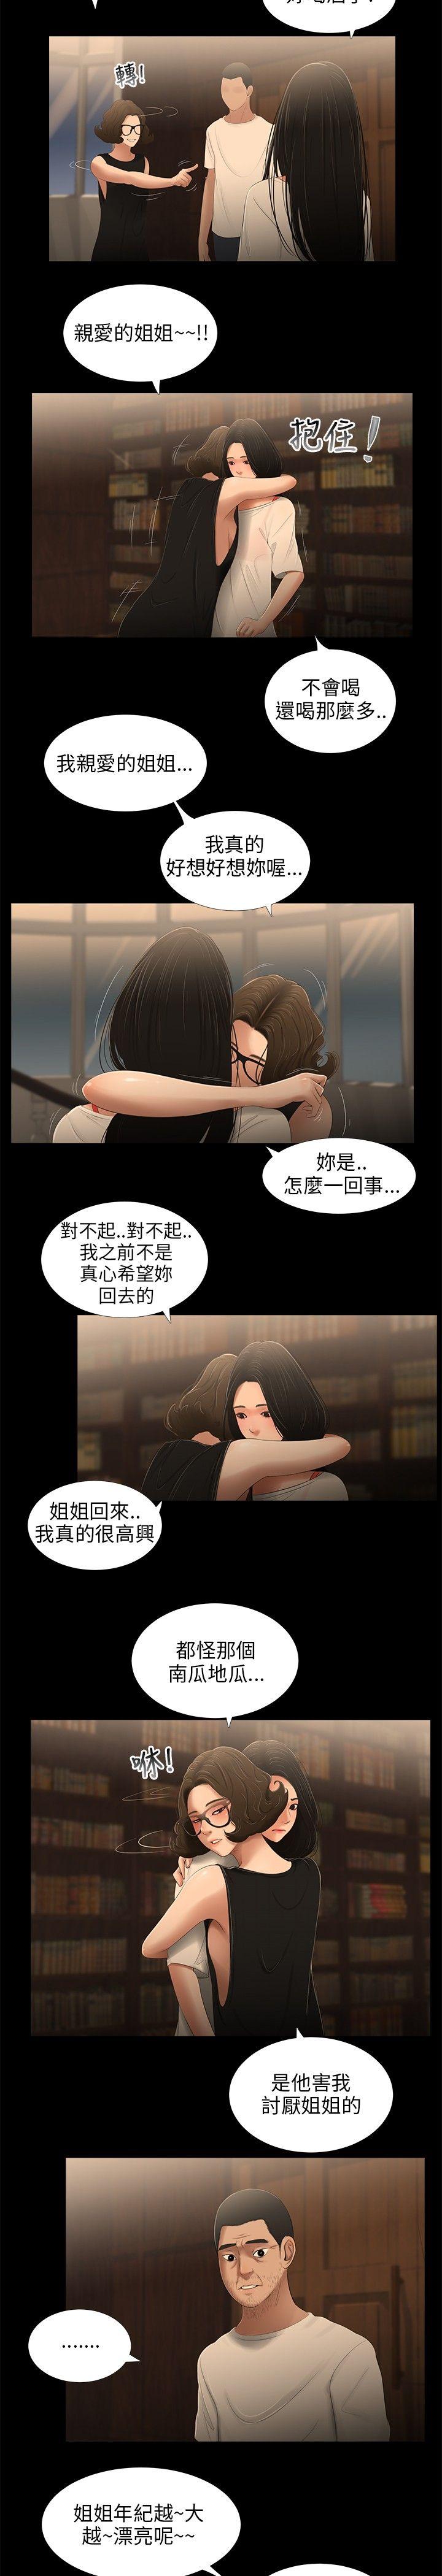 轉!
親愛的姐姐~~!!
抱住!
不會喝
還喝那麼多..
我親愛的姐姐...
我真的
好想好想妳喔...
妳是..
怎麼一回事...
對不起..對不起..
我之前不是
真心希望妳
回去的
姐姐回來..
我真的很高興
都怪那個
南瓜地瓜...
咻!
是他害我
討厭姐姐的
.......
姐姐年紀越~大
越~漂亮呢~~